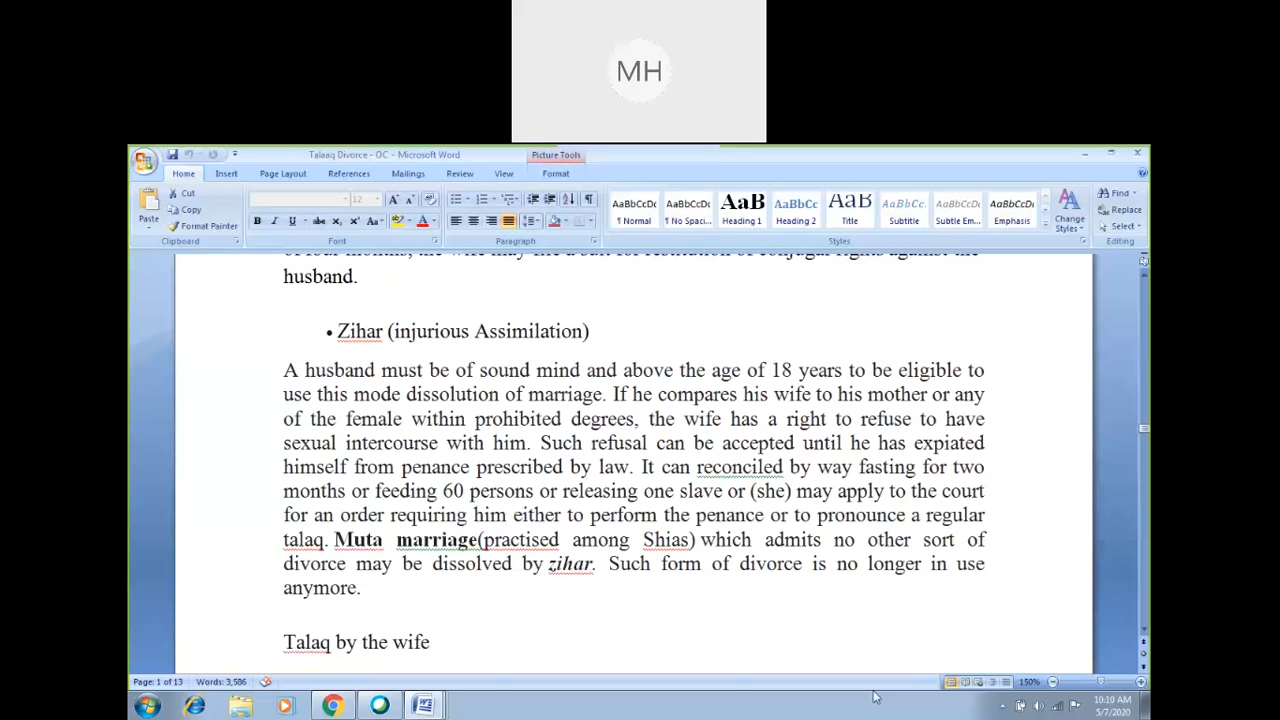 MH
Talaaq Divorce - OC - Microsoft Word
Picture Tools
Home Insert Page Layout References Mailings Review View Format
Paste
Cut
Copy
Format Painter
Clipboard
12
Font
Paragraph
AaBbCcDc AaBbCcDc AaB AaBbCc AaBb AaBbCc. AaBbCcDc AaBbCcDc
¶ Normal ¶ No Spaci... Heading 1 Heading 2 Title Subtitle Subtle Em... Emphasis
Change Styles
Styles
Find
Replace
Select
Editing
husband.
• Zihar (injurious Assimilation)
A husband must be of sound mind and above the age of 18 years to be eligible to
use this mode dissolution of marriage. If he compares his wife to his mother or any
of the female within prohibited degrees, the wife has a right to refuse to have
sexual intercourse with him. Such refusal can be accepted until he has expiated
himself from penance prescribed by law. It can reconciled by way fasting for two
months or feeding 60 persons or releasing one slave or (she) may apply to the court
for an order requiring him either to perform the penance or to pronounce a regular
talaq. Muta marriage(practised among Shias) which admits no other sort of
divorce may be dissolved by zihar. Such form of divorce is no longer in use
anymore.
Talaq by the wife
Page: 1 of 13 Words: 3,586 150%
10:10 AM
5/7/2020